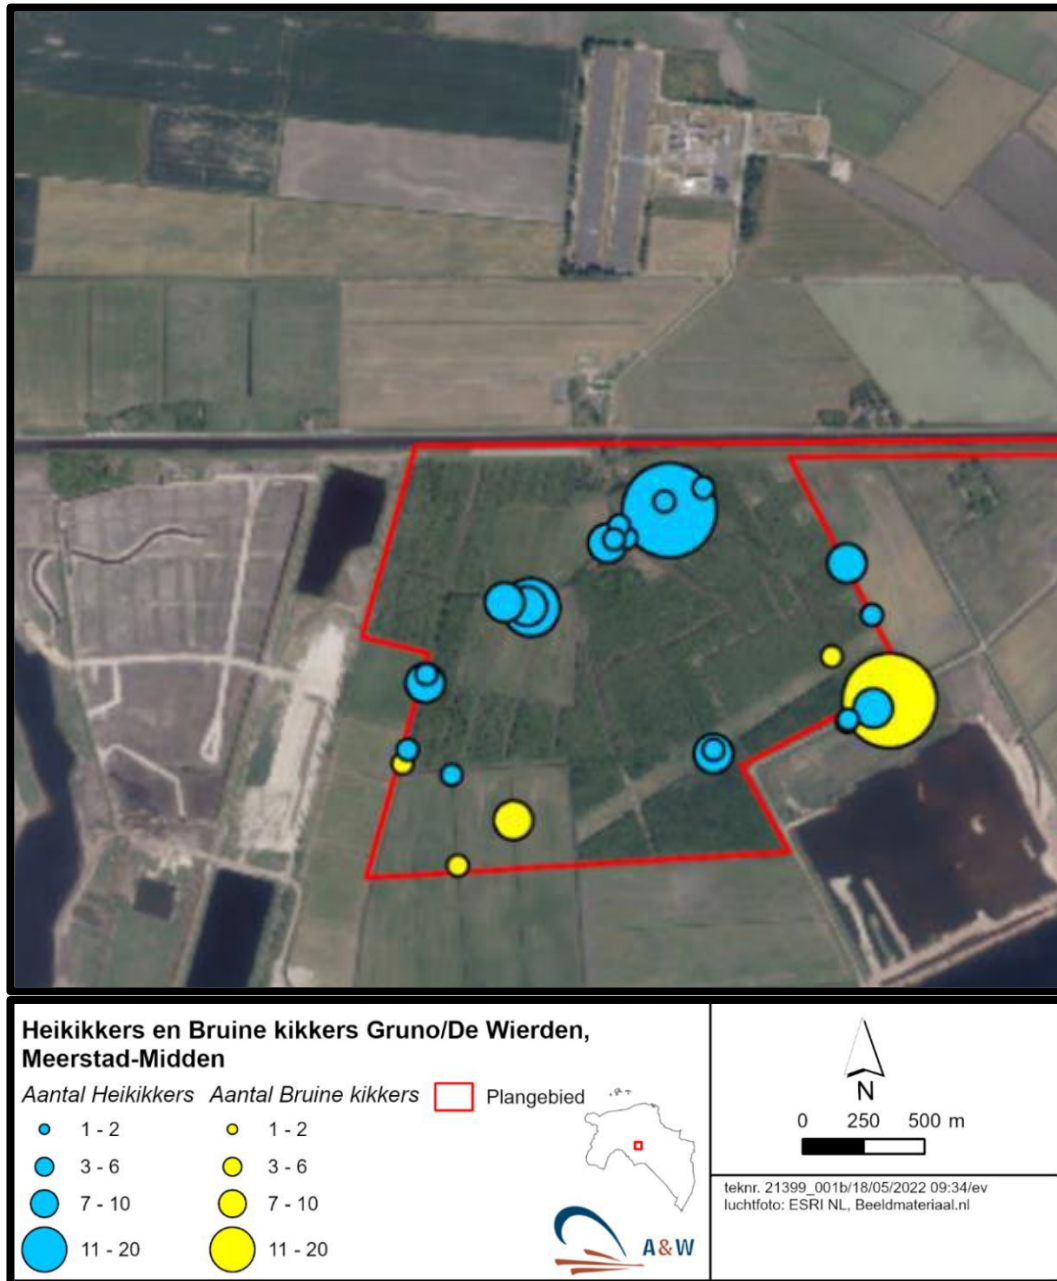 Heikikkers en Bruine kikkers Gruno/De Wierden,
Meerstad-Midden
Aantal Heikikkers
1 - 2
3 - 6
7 - 10
11 - 20
Aantal Bruine kikkers
1 - 2
3 - 6
7 - 10
11 - 20
Plangebied
A&W
N
0 250 500 m
teknr. 21399_001b/18/05/2022 09:34/ev
luchtfoto: ESRI NL, Beeldmateriaal.nl